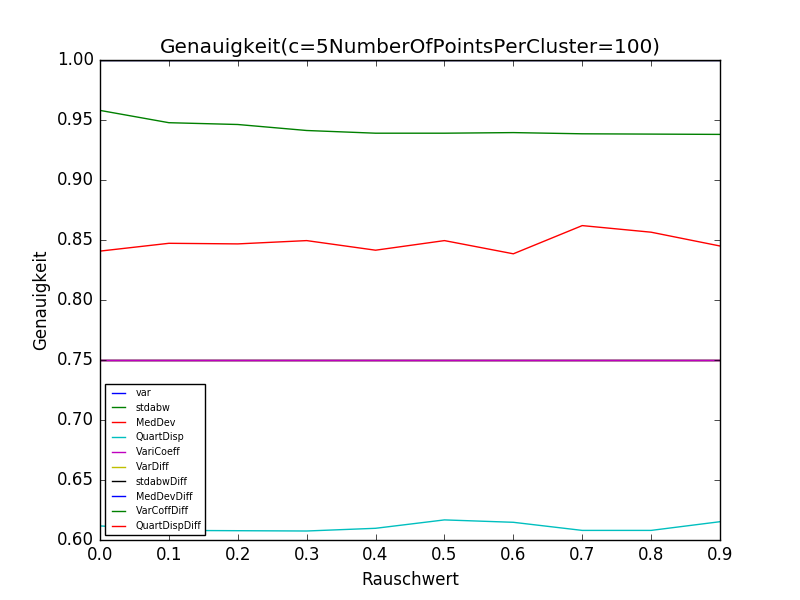 Genauigkeit(c=5NumberOfPointsPerCluster=100)
1.00
0.95
0.90
0.85
0.80
0.75
0.70
0.65
0.60
Genauigkeit
var
stdabw
MedDev
QuartDisp
VariCoeff
VarDiff
stdabwDiff
MedDevDiff
VarCoffDiff
QuartDispDiff
0.0 0.1 0.2 0.3 0.4 0.5 0.6 0.7 0.8 0.9
Rauschwert